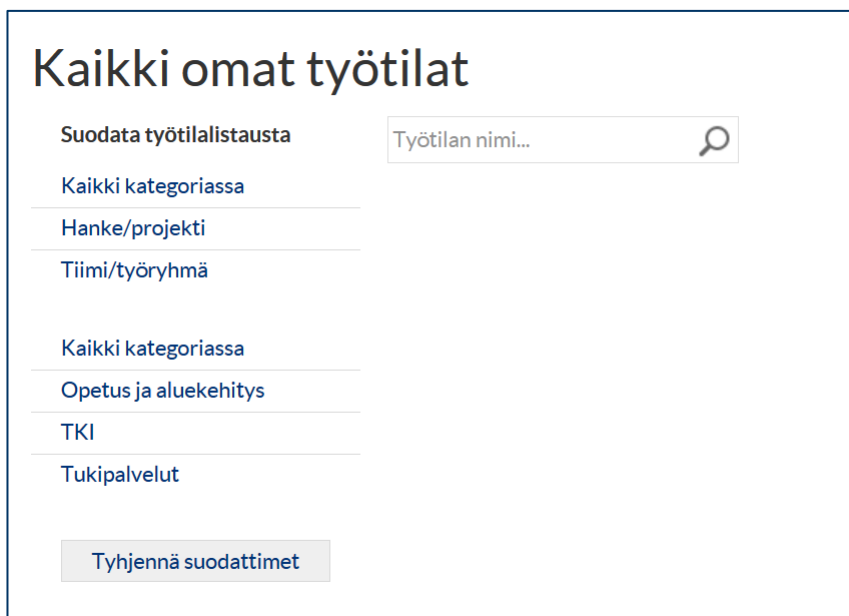 Kaikki omat työtilat
Suodata työtilalistausta
Työtilan nimi...
Kaikki kategoriassa
Hanke/projekti
Tiimi/työryhmä
Kaikki kategoriassa
Opetus ja aluekehitys
TKI
Tukipalvelut
Tyhjennä suodattimet